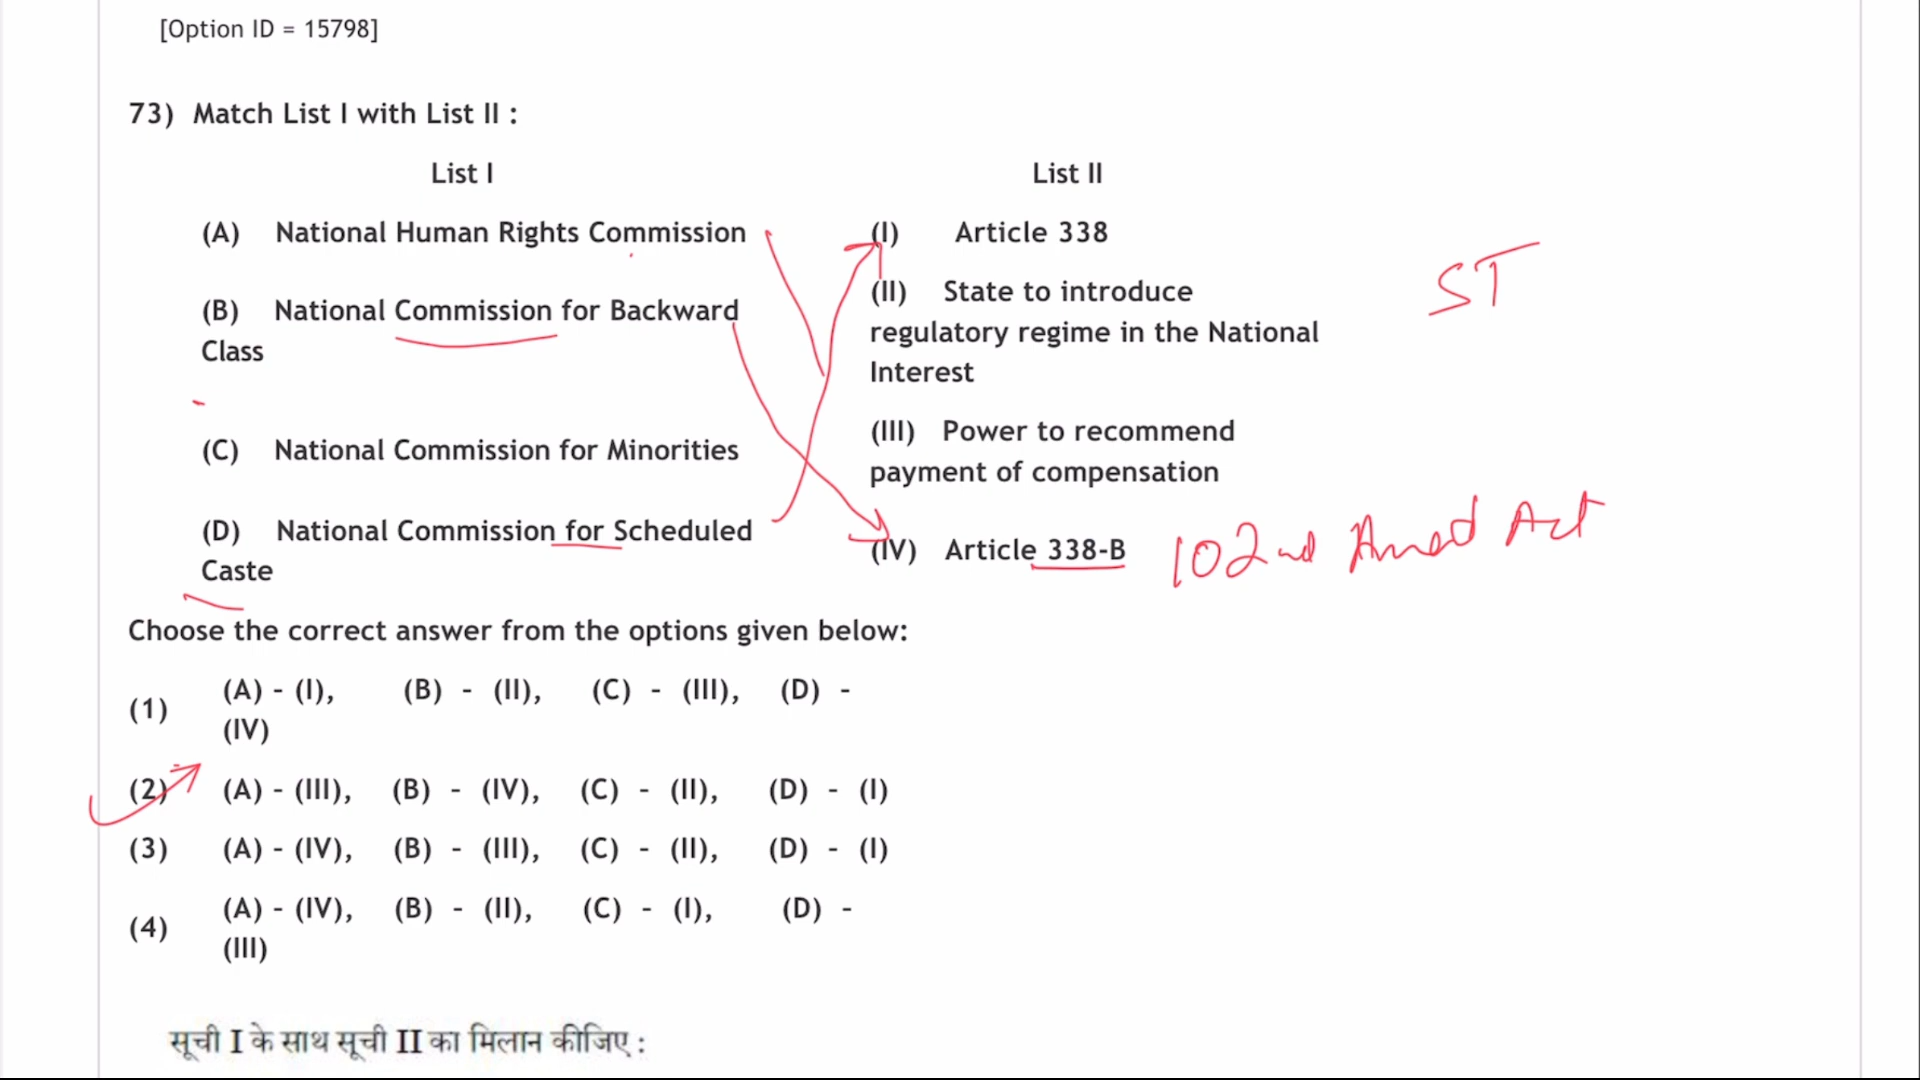 [Option ID = 15798]
73) Match List I with List II :
List I
List II
(A) National Human Rights Commission
(I) Article 338
(B) National Commission for Backward
Class
(II) State to introduce
regulatory regime in the National
Interest
ST
(C) National Commission for Minorities
(III) Power to recommend
payment of compensation
(D) National Commission for Scheduled
Caste
(IV) Article 338-B
102nd Amed Act
Choose the correct answer from the options given below:
(1) (A) - (I), (B) - (II), (C) - (III), (D) -
(IV)
(2) (A) - (III), (B) - (IV), (C) - (II), (D) - (I)
(3) (A) - (IV), (B) - (III), (C) - (II), (D) - (I)
(4) (A) - (IV), (B) - (II), (C) - (I), (D) -
(III)
सूची I के साथ सूची II का मिलान कीजिए :